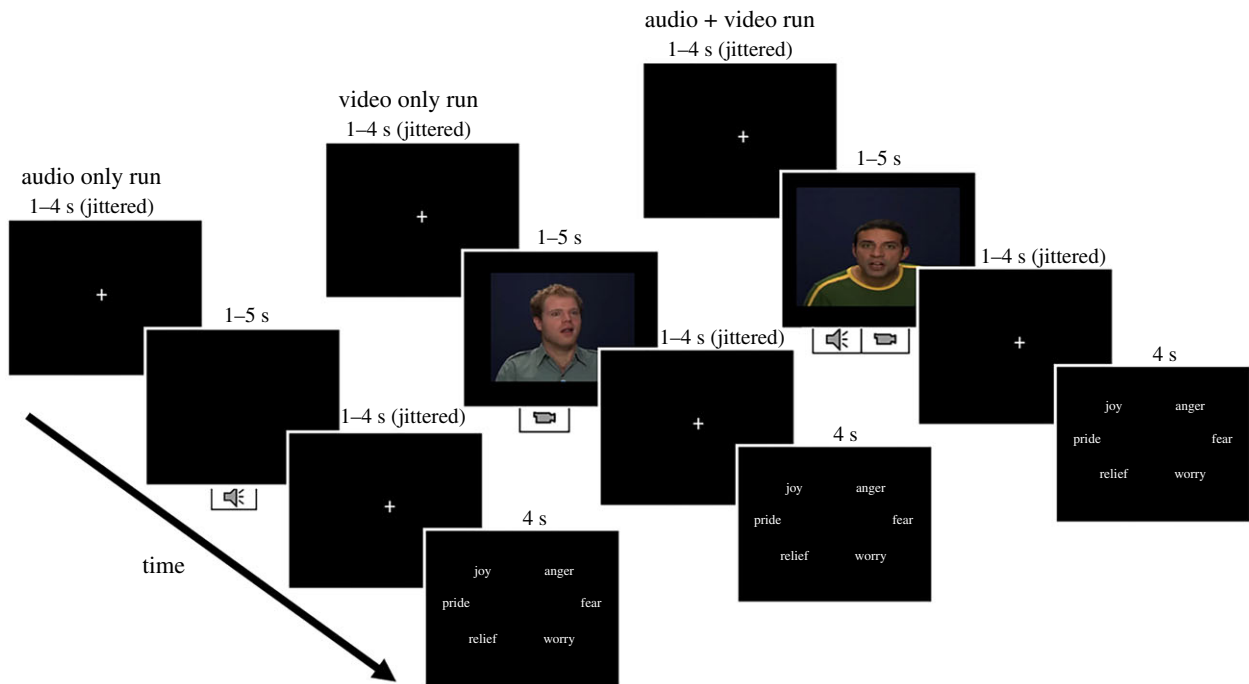 audio only run
1–4 s (jittered)
1–5 s
1–4 s (jittered)
4 s
joy anger
pride fear
relief worry
video only run
1–4 s (jittered)
1–5 s
1–4 s (jittered)
4 s
joy anger
pride fear
relief worry
audio + video run
1–4 s (jittered)
1–5 s
1–4 s (jittered)
4 s
joy anger
pride fear
relief worry
time